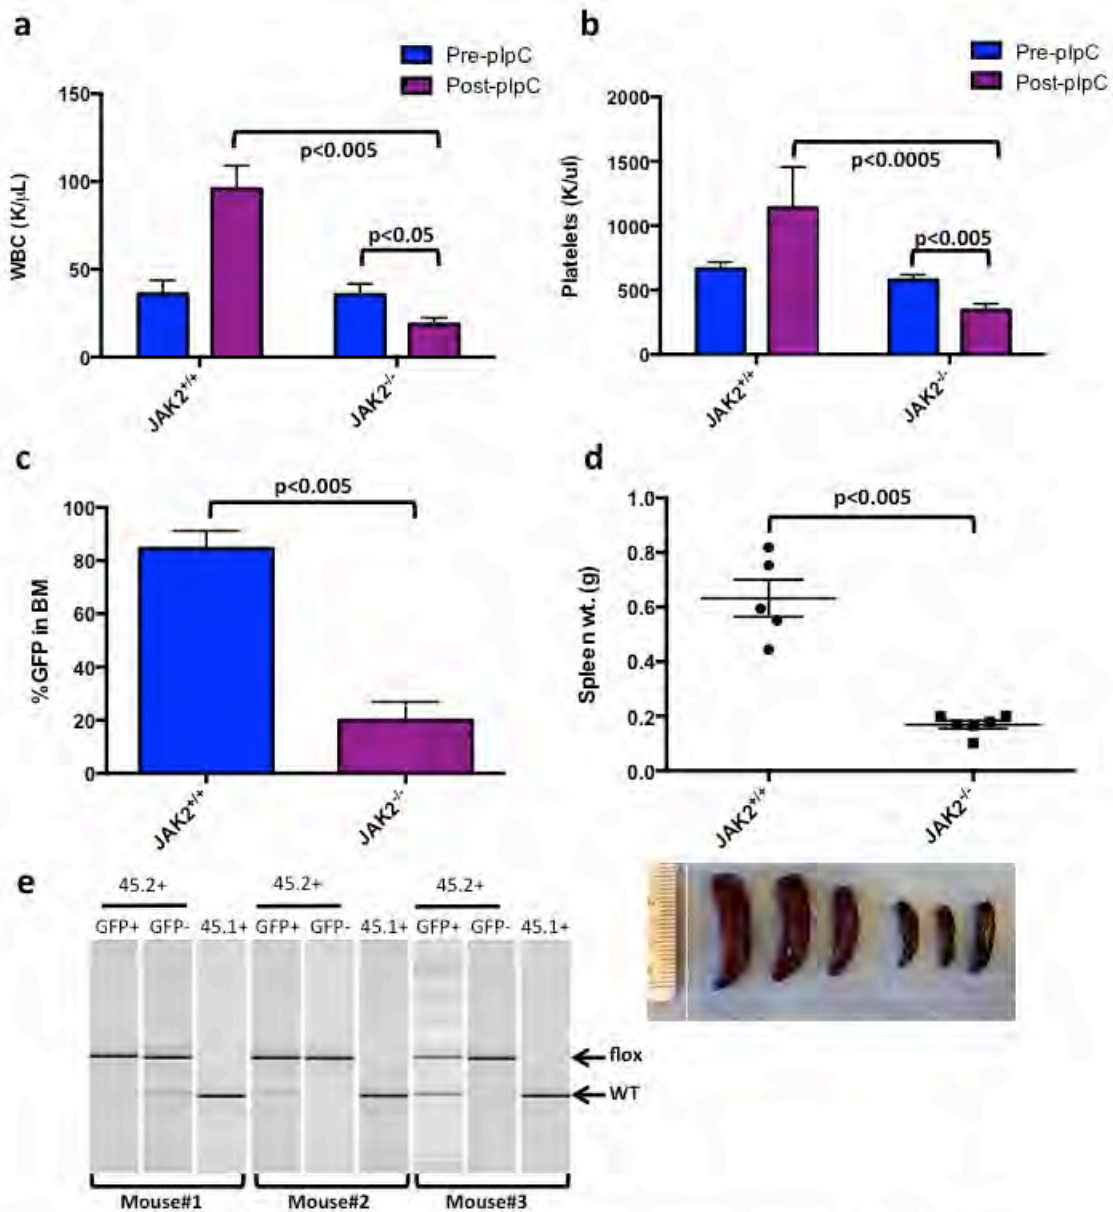 a
Pre-pIpC
Post-pIpC
WBC (K/µL)
150
100
50
0
p<0.005
p<0.05
JAK2+/+
JAK2-/-
b
Pre-pIpC
Post-pIpC
Platelets (K/ul)
2000
1500
1000
500
0
p<0.0005
p<0.005
JAK2+/+
JAK2-/-
c
%GFP in BM
100
80
60
40
20
0
p<0.005
JAK2+/+
JAK2-/-
d
Spleen wt. (g)
1.0
0.8
0.6
0.4
0.2
0.0
p<0.005
JAK2+/+
JAK2-/-
e
45.2+ 45.2+ 45.2+
GFP+ GFP- 45.1+ GFP+ GFP- 45.1+ GFP+ GFP- 45.1+
flox
WT
Mouse#1 Mouse#2 Mouse#3